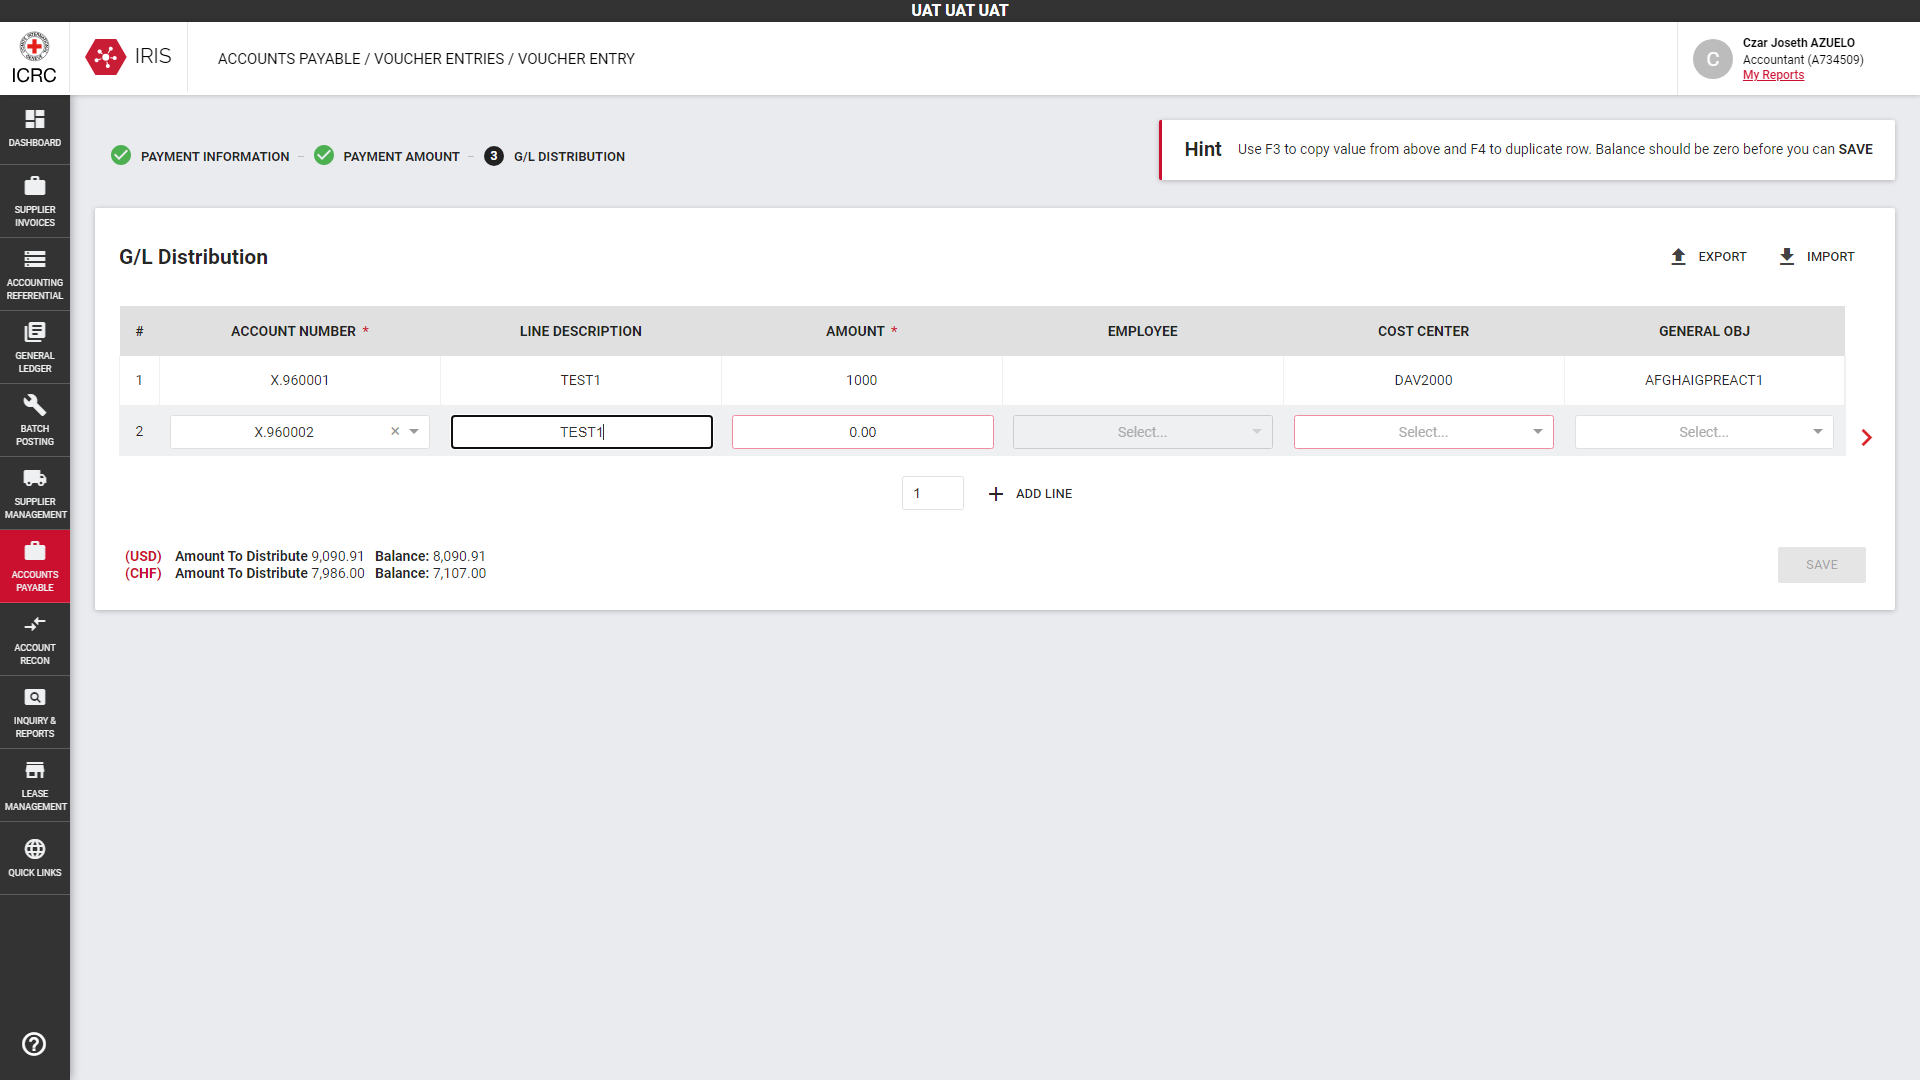 UAT UAT UAT
ICRC
IRIS
ACCOUNTS PAYABLE / VOUCHER ENTRIES / VOUCHER ENTRY
C
Czar Joseth AZUELO
Accountant (A734509)
My Reports
DASHBOARD
SUPPLIER
INVOICES
ACCOUNTING
REFERENTIAL
GENERAL
LEDGER
BATCH
POSTING
SUPPLIER
MANAGEMENT
ACCOUNTS
PAYABLE
ACCOUNT
RECON
INQUIRY &
REPORTS
LEASE
MANAGEMENT
QUICK LINKS
PAYMENT INFORMATION
PAYMENT AMOUNT
3 G/L DISTRIBUTION
Hint Use F3 to copy value from above and F4 to duplicate row. Balance should be zero before you can SAVE
G/L Distribution
EXPORT
IMPORT
# ACCOUNT NUMBER * LINE DESCRIPTION AMOUNT * EMPLOYEE COST CENTER GENERAL OBJ
1 X.960001 TEST1 1000 DAV2000 AFGHAIGPREACT1
2 X.960002 × TEST1 0.00 Select... Select... Select...
1 + ADD LINE
(USD) Amount To Distribute 9,090.91 Balance: 8,090.91
(CHF) Amount To Distribute 7,986.00 Balance: 7,107.00
SAVE